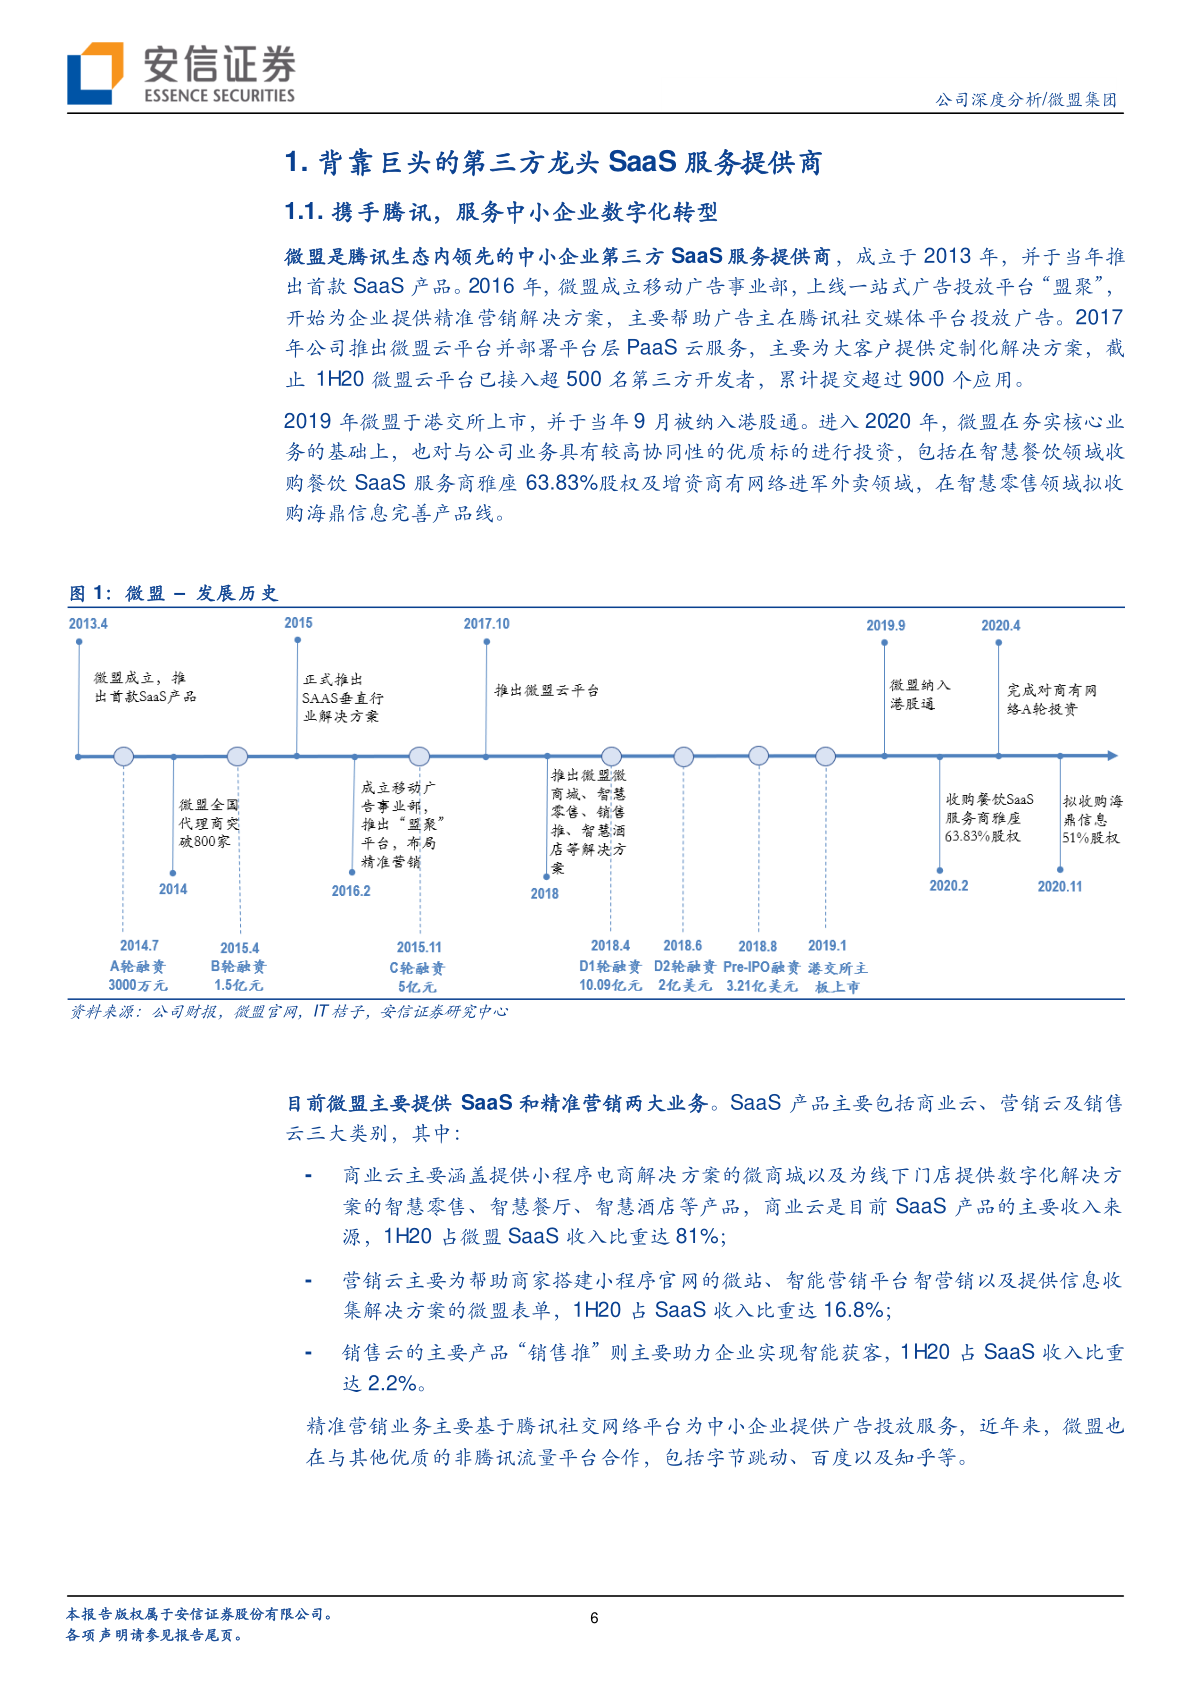 安信证券
ESSENCE SECURITIES
公司深度分析/微盟集团
1. 背靠巨头的第三方龙头 SaaS 服务提供商
1.1. 携手腾讯，服务中小企业数字化转型
微盟是腾讯生态内领先的中小企业第三方 SaaS 服务提供商，成立于 2013 年，并于当年推
出首款 SaaS 产品。2016 年，微盟成立移动广告事业部，上线一站式广告投放平台“盟聚”，
开始为企业提供精准营销解决方案，主要帮助广告主在腾讯社交媒体平台投放广告。2017
年公司推出微盟云平台并部署平台层 PaaS 云服务，主要为大客户提供定制化解决方案，截
止 1H20 微盟云平台已接入超 500 名第三方开发者，累计提交超过 900 个应用。
2019 年微盟于港交所上市，并于当年 9 月被纳入港股通。进入 2020 年，微盟在夯实核心业
务的基础上，也对与公司业务具有较高协同性的优质标的进行投资，包括在智慧餐饮领域收
购餐饮 SaaS 服务商雅座 63.83%股权及增资商有网络进军外卖领域，在智慧零售领域拟收
购海鼎信息完善产品线。
图 1：微盟 – 发展历史
2013.4
2015
2017.10
2019.9
2020.4
微盟成立，推
出首款SaaS产品
正式推出
SAAS垂直行
业解决方案
推出微盟云平台
微盟纳入
港股通
完成对商有网
络A轮投资
微盟全国
代理商突
破800家
成立移动广
告事业部，
推出“盟聚”
平台，布局
精准营销
推出微盟微
商城、智慧
零售、销售
推、智慧酒
店等解决方
案
收购餐饮SaaS
服务商雅座
63.83%股权
拟收购海
鼎信息
51%股权
2014
2016.2
2018
2020.2
2020.11
2014.7
A轮融资
3000万元
2015.4
B轮融资
1.5亿元
2015.11
C轮融资
5亿元
2018.4
D1轮融资
10.09亿元
2018.6
D2轮融资
2亿美元
2018.8
Pre-IPO融资
3.21亿美元
2019.1
港交所主
板上市
资料来源：公司财报，微盟官网，IT 桔子，安信证券研究中心
目前微盟主要提供 SaaS 和精准营销两大业务。SaaS 产品主要包括商业云、营销云及销售
云三大类别，其中：
- 商业云主要涵盖提供小程序电商解决方案的微商城以及为线下门店提供数字化解决方
案的智慧零售、智慧餐厅、智慧酒店等产品，商业云是目前 SaaS 产品的主要收入来
源，1H20 占微盟 SaaS 收入比重达 81%；
- 营销云主要为帮助商家搭建小程序官网的微站、智能营销平台智营销以及提供信息收
集解决方案的微盟表单，1H20 占 SaaS 收入比重达 16.8%；
- 销售云的主要产品“销售推”则主要助力企业实现智能获客，1H20 占 SaaS 收入比重
达 2.2%。
精准营销业务主要基于腾讯社交网络平台为中小企业提供广告投放服务，近年来，微盟也
在与其他优质的非腾讯流量平台合作，包括字节跳动、百度以及知乎等。
本报告版权属于安信证券股份有限公司。
各项声明请参见报告尾页。
6